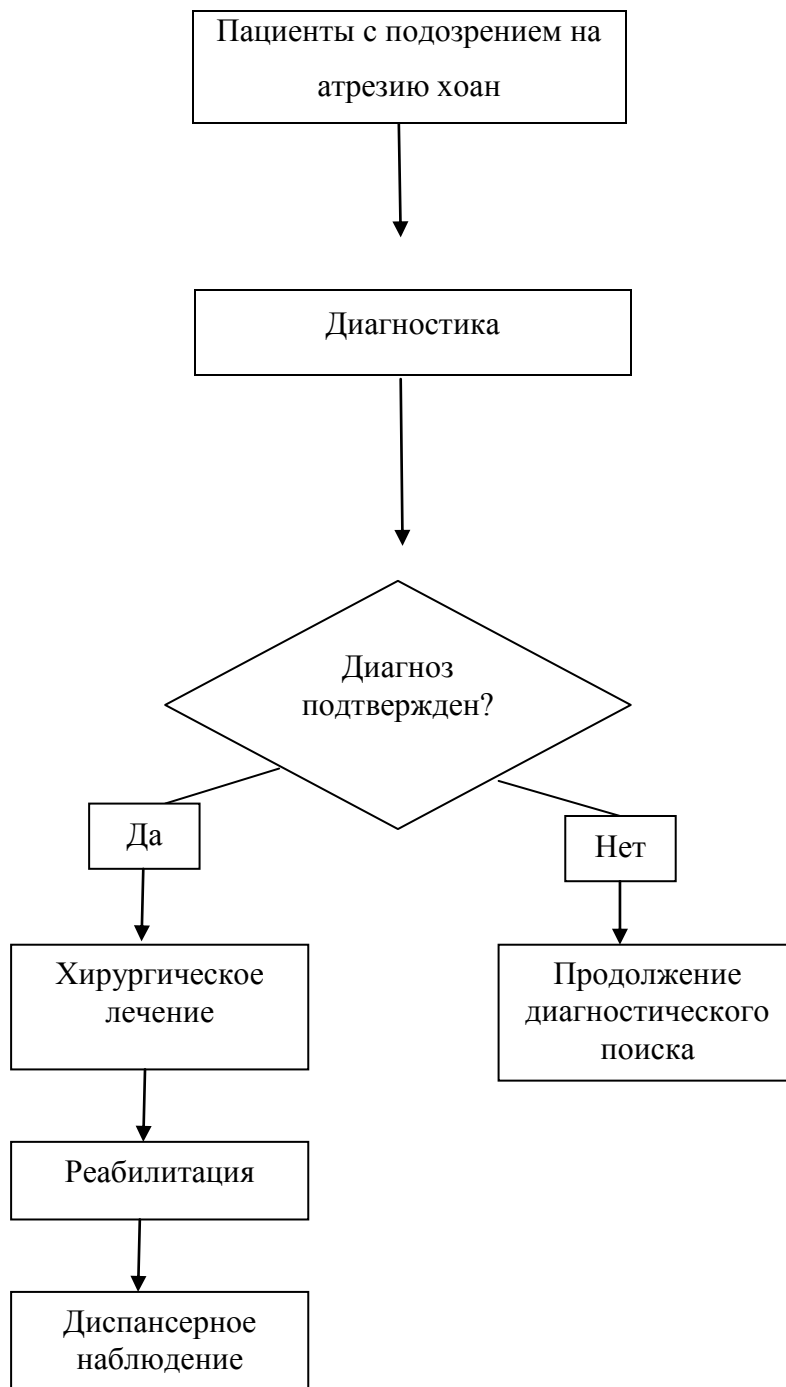 Пациенты с подозрением на
атрезию хоан
Диагностика
Диагноз
подтвержден?
Да
Нет
Хирургическое
лечение
Продолжение
диагностического
поиска
Реабилитация
Диспансерное
наблюдение